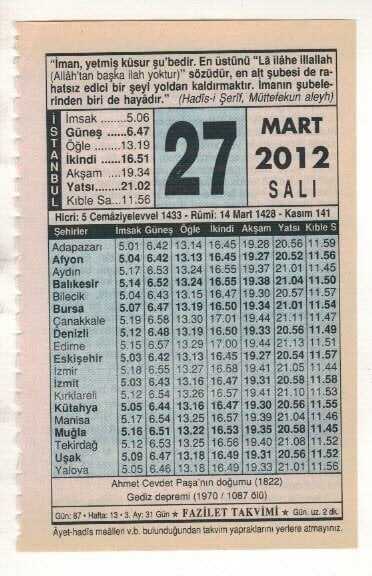 “İman, yetmiş küsur şu’bedir. En üstünü “Lâ ilâhe illallah
(Allâh’tan başka ilah yoktur)” sözüdür, en alt şubesi de ra-
hatsız edici bir şeyi yoldan kaldırmaktır. İmanın şubele-
rinden biri de hayâdır.” (Hadîs-i Şerîf, Müttefekun aleyh)
İSTANBUL
İmsak ........5.06
Güneş .....6.47
Öğle .......13.19
İkindi .....16.51
Akşam ....19.34
Yatsı.......21.02
Kıble Sa...11.56
27
MART
2012
SALI
Hicri: 5 Cemâziyelevvel 1433 - Rûmî: 14 Mart 1428 - Kasım 141
Şehirler İmsak Güneş Öğle İkindi Akşam Yatsı Kıble S
Adapazarı 5.01 6.42 13.14 16.45 19.28 20.56 11.59
Afyon 5.04 6.42 13.13 16.45 19.27 20.52 11.56
Aydın 5.17 6.53 13.24 16.55 19.37 21.01 11.45
Balıkesir 5.14 6.52 13.24 16.55 19.38 21.04 11.50
Bilecik 5.04 6.43 13.15 16.47 19.30 20.57 11.57
Bursa 5.07 6.47 13.19 16.50 19.34 21.01 11.54
Çanakkale 5.19 6.58 13.30 17.01 19.44 21.11 11.47
Denizli 5.12 6.48 13.19 16.50 19.33 20.56 11.49
Edirne 5.15 6.57 13.29 17.00 19.44 21.13 11.51
Eskişehir 5.03 6.42 13.13 16.45 19.27 20.54 11.57
İzmir 5.18 6.55 13.27 16.58 19.41 21.05 11.44
İzmit 5.03 6.43 13.16 16.47 19.31 20.58 11.58
Kırklareli 5.12 6.54 13.26 16.57 19.41 21.10 11.53
Kütahya 5.05 6.44 13.16 16.47 19.30 20.56 11.55
Manisa 5.17 6.54 13.25 16.57 19.39 21.04 11.46
Muğla 5.16 6.51 13.22 16.53 19.35 20.58 11.45
Tekirdağ 5.12 6.53 13.25 16.56 19.40 21.08 11.52
Uşak 5.09 6.47 13.18 16.49 19.31 20.56 11.52
Yalova 5.05 6.46 13.18 16.49 19.33 21.01 11.56
Ahmet Cevdet Paşa’nın doğumu (1822)
Gediz depremi (1970 / 1087 ölü)
Gün: 87 • Hafta: 13 • 3. Ay: 31 Gün ★ FAZİLET TAKVİMİ ★ Gün. uz. 2 dk.
Âyet-hadîs meâlleri v.b. bulunduğundan takvim yapraklarını yerlere atmayınız.